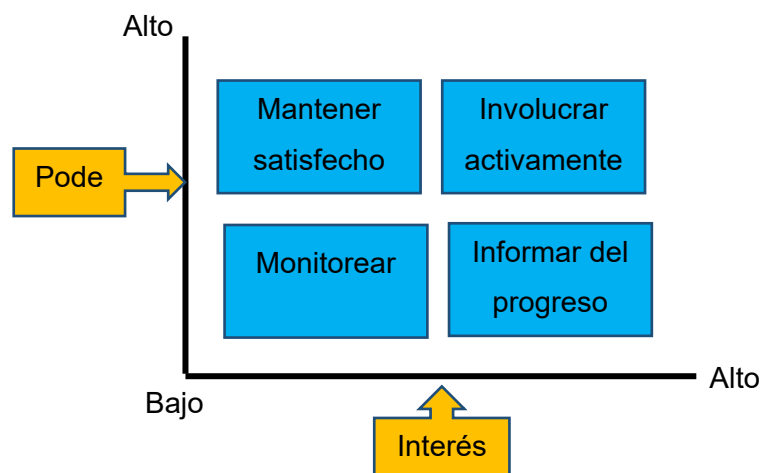 Alto
Mantener
satisfecho
Involucrar
activamente
Pode
Monitorear
Informar del
progreso
Alto
Bajo
Interés